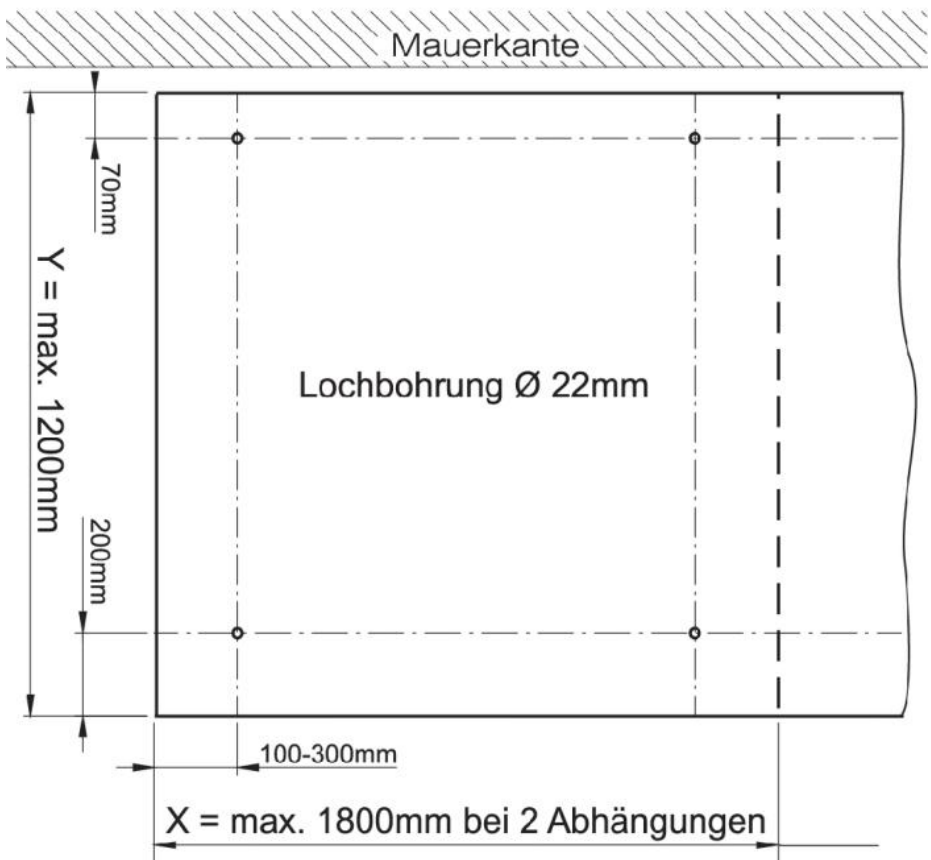 Mauerkante
70mm
Y = max. 1200mm
Lochbohrung Ø 22mm
200mm
100-300mm
X = max. 1800mm bei 2 Abhängungen